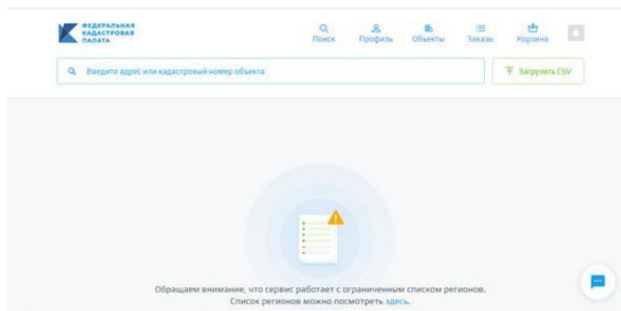 ФЕДЕРАЛЬНАЯ
КАДАСТРОВАЯ
ПАЛАТА
Поиск Профиль Объекты Заказы Корзина
Введите адрес или кадастровый номер объекта
Загрузить CSV
Обращаем внимание, что сервис работает с ограниченным списком регионов.
Список регионов можно посмотреть здесь.